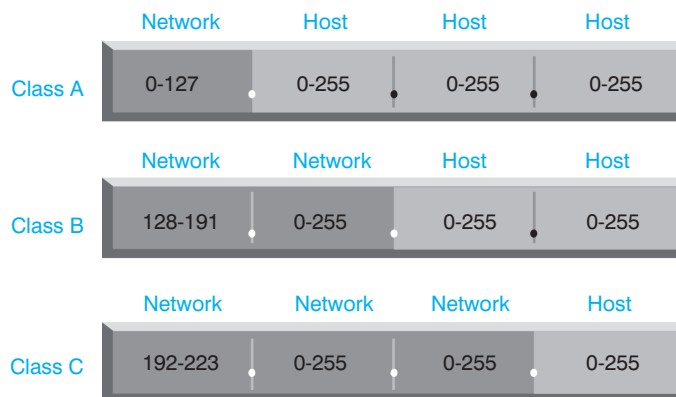 Network Host Host Host
Class A 0-127 0-255 0-255 0-255
Network Network Host Host
Class B 128-191 0-255 0-255 0-255
Network Network Network Host
Class C 192-223 0-255 0-255 0-255